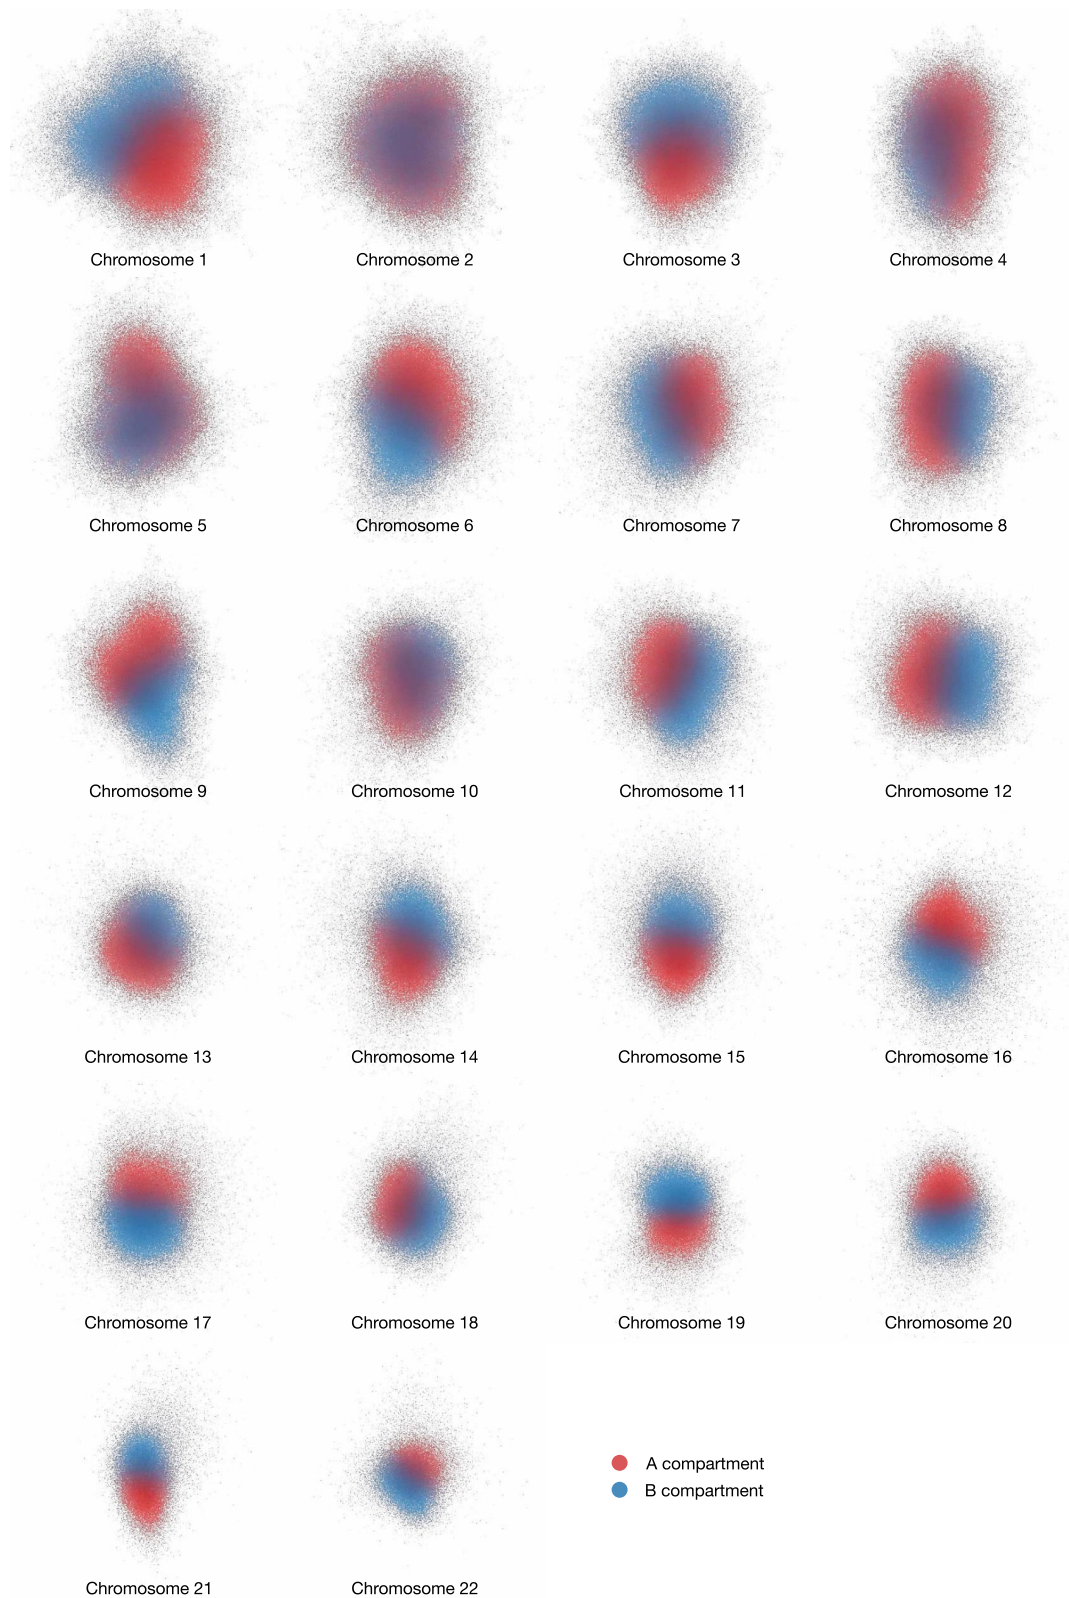 Chromosome 1
Chromosome 2
Chromosome 3
Chromosome 4
Chromosome 5
Chromosome 6
Chromosome 7
Chromosome 8
Chromosome 9
Chromosome 10
Chromosome 11
Chromosome 12
Chromosome 13
Chromosome 14
Chromosome 15
Chromosome 16
Chromosome 17
Chromosome 18
Chromosome 19
Chromosome 20
A compartment
B compartment
Chromosome 21
Chromosome 22